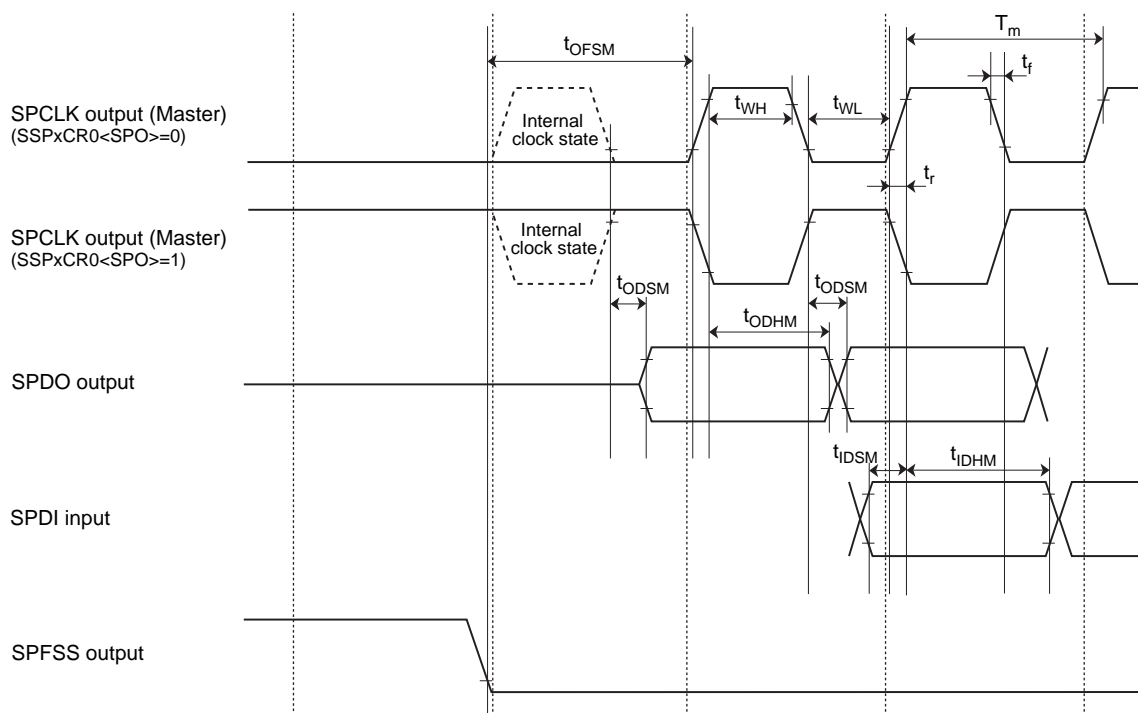 tOFSM
Tm
tf
SPCLK output (Master)
(SSPxCR0<SPO>=0)
Internal
clock state
tWH
tWL
tr
SPCLK output (Master)
(SSPxCR0<SPO>=1)
Internal
clock state
tODSM
tODSM
tODHM
SPDO output
tIDSM
tIDHM
SPDI input
SPFSS output